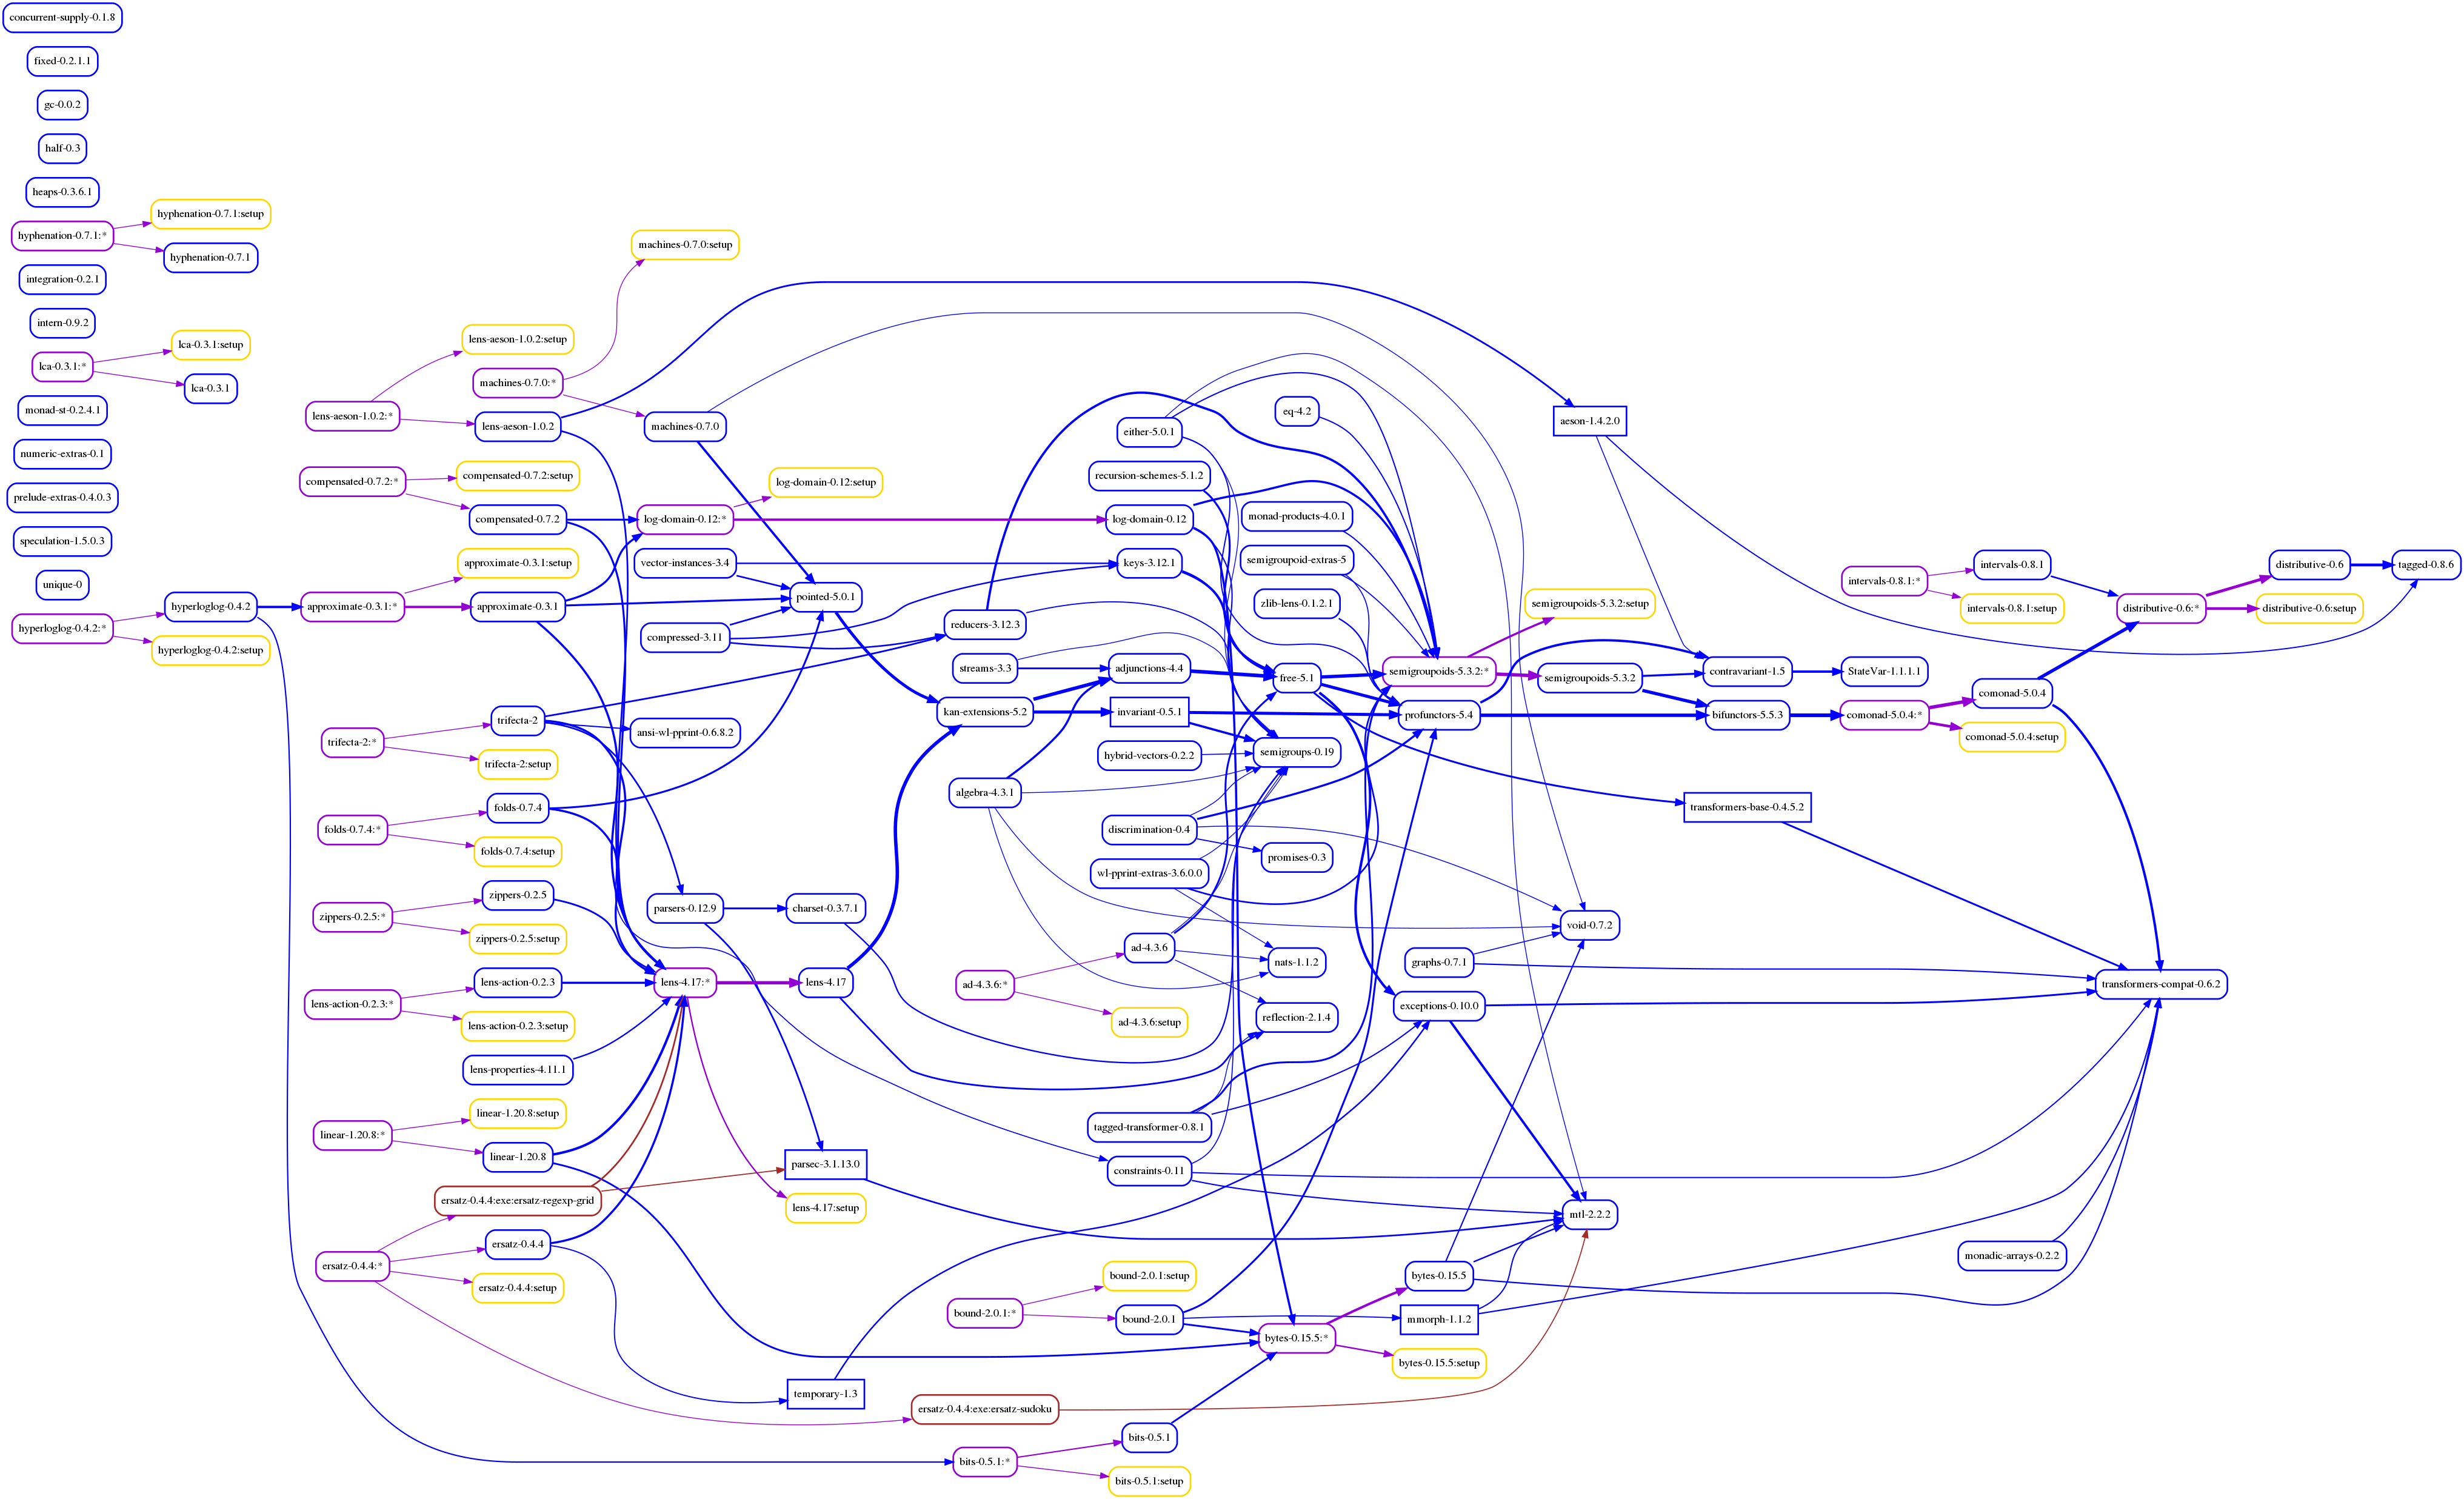 concurrent-supply-0.1.8
fixed-0.2.1.1
gc-0.0.2
half-0.3
heaps-0.3.6.1
hyphenation-0.7.1:*
hyphenation-0.7.1:setup
hyphenation-0.7.1
integration-0.2.1
intern-0.9.2
lca-0.3.1:*
lca-0.3.1:setup
lca-0.3.1
monad-st-0.2.4.1
numeric-extras-0.1
prelude-extras-0.4.0.3
speculation-1.5.0.3
unique-0
hyperloglog-0.4.2:*
hyperloglog-0.4.2
hyperloglog-0.4.2:setup
lens-aeson-1.0.2:*
compensated-0.7.2:*
approximate-0.3.1:*
trifecta-2:*
folds-0.7.4:*
zippers-0.2.5:*
lens-action-0.2.3:*
linear-1.20.8:*
ersatz-0.4.4:*
lens-aeson-1.0.2:setup
machines-0.7.0:*
lens-aeson-1.0.2
compensated-0.7.2:setup
compensated-0.7.2
approximate-0.3.1:setup
approximate-0.3.1
trifecta-2
trifecta-2:setup
folds-0.7.4
folds-0.7.4:setup
zippers-0.2.5
zippers-0.2.5:setup
lens-action-0.2.3
lens-action-0.2.3:setup
lens-properties-4.11.1
linear-1.20.8:setup
linear-1.20.8
ersatz-0.4.4:exe:ersatz-regexp-grid
ersatz-0.4.4
ersatz-0.4.4:setup
machines-0.7.0:setup
machines-0.7.0
log-domain-0.12:*
vector-instances-3.4
compressed-3.11
ansi-wl-pprint-0.6.8.2
parsers-0.12.9
lens-4.17:*
log-domain-0.12:setup
pointed-5.0.1
charset-0.3.7.1
lens-4.17
parsec-3.1.13.0
lens-4.17:setup
temporary-1.3
reducers-3.12.3
streams-3.3
kan-extensions-5.2
algebra-4.3.1
ad-4.3.6:*
bound-2.0.1:*
ersatz-0.4.4:exe:ersatz-sudoku
bits-0.5.1:*
either-5.0.1
recursion-schemes-5.1.2
log-domain-0.12
keys-3.12.1
adjunctions-4.4
invariant-0.5.1
hybrid-vectors-0.2.2
discrimination-0.4
wl-pprint-extras-3.6.0.0
ad-4.3.6
ad-4.3.6:setup
tagged-transformer-0.8.1
constraints-0.11
bound-2.0.1:setup
bound-2.0.1
bits-0.5.1
bits-0.5.1:setup
eq-4.2
monad-products-4.0.1
semigroupoid-extras-5
zlib-lens-0.1.2.1
free-5.1
semigroups-0.19
promises-0.3
nats-1.1.2
reflection-2.1.4
bytes-0.15.5:*
semigroupoids-5.3.2:*
profunctors-5.4
graphs-0.7.1
exceptions-0.10.0
bytes-0.15.5
mmorph-1.1.2
bytes-0.15.5:setup
aeson-1.4.2.0
semigroupoids-5.3.2:setup
semigroupoids-5.3.2
void-0.7.2
mtl-2.2.2
contravariant-1.5
bifunctors-5.5.3
transformers-base-0.4.5.2
intervals-0.8.1:*
StateVar-1.1.1.1
comonad-5.0.4:*
intervals-0.8.1
intervals-0.8.1:setup
comonad-5.0.4
comonad-5.0.4:setup
monadic-arrays-0.2.2
distributive-0.6:*
transformers-compat-0.6.2
distributive-0.6
distributive-0.6:setup
tagged-0.8.6